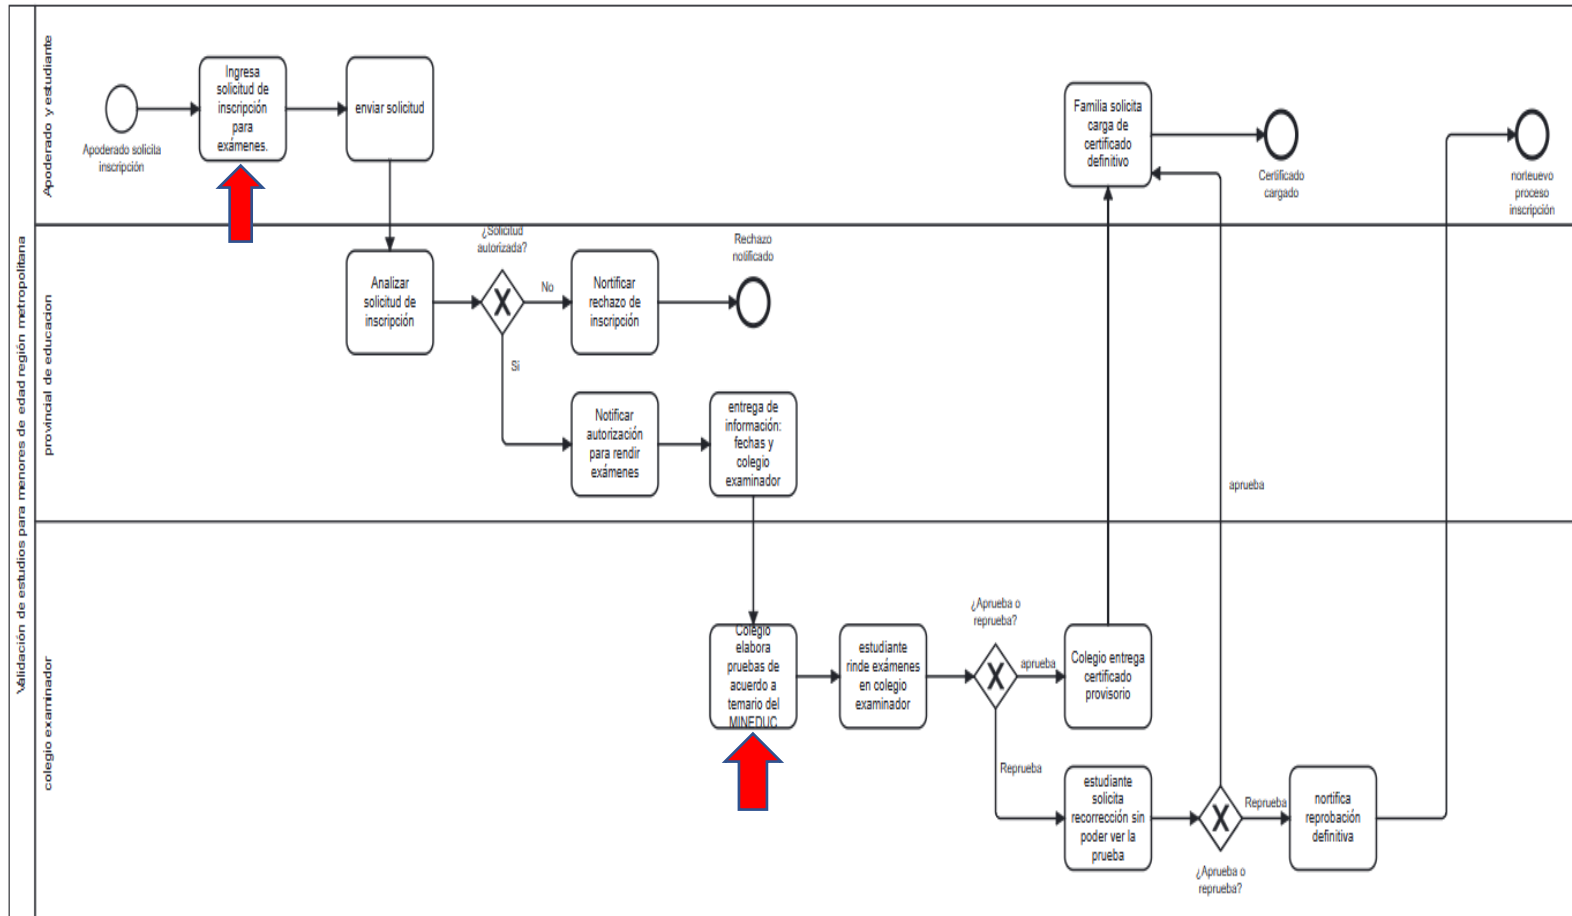 Validación de estudios para menores de edad región metropolitana
Apoderado y estudiante
Apoderado solicita
inscripción
Ingresa
solicitud de
inscripción
para
exámenes.
enviar solicitud
Familia solicita
carga de
certificado
definitivo
Certificado
cargado
norteuevo
proceso
inscripción
provincial de educacion
Analizar
solicitud de
inscripción
¿Solicitud
autorizada?
No
Nortificar
rechazo de
inscripción
Rechazo
notificado
Si
Notificar
autorización
para rendir
exámenes
entrega de
información:
fechas y
colegio
examinador
aprueba
colegio examinador
Colegio
elabora
pruebas de
acuerdo a
temario del
MINEDUC
estudiante
rinde exámenes
en colegio
examinador
¿Aprueba o
reprueba?
aprueba
Colegio entrega
certificado
provisorio
Reprueba
estudiante
solicita
recorrección sin
poder ver la
prueba
¿Aprueba o
reprueba?
Reprueba
nortifica
reprobación
definitiva